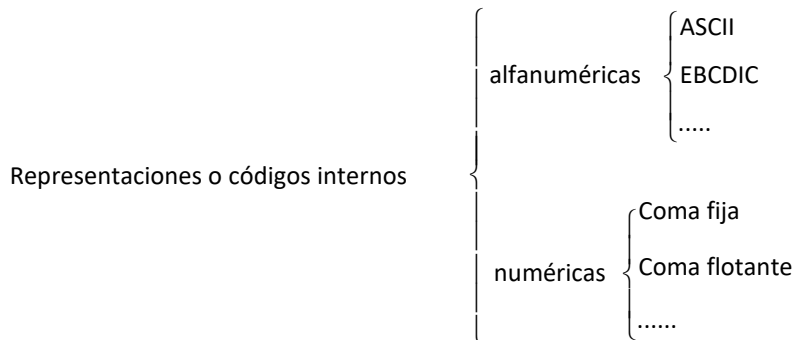 ASCII
alfanuméricas
EBCDIC
.....
Representaciones o códigos internos
Coma fija
numéricas
Coma flotante
......